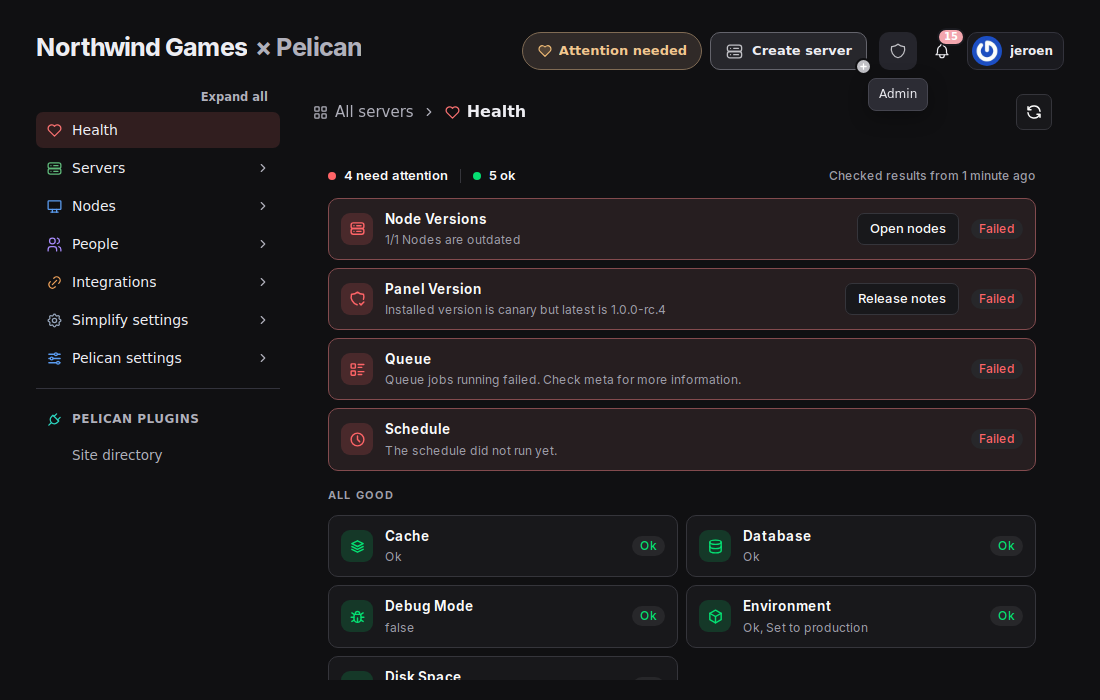 Northwind Games × Pelican
Attention needed
Create server
15
jeroen
Admin
Expand all
Health
Servers
Nodes
People
Integrations
Simplify settings
Pelican settings
PELICAN PLUGINS
Site directory
All servers > Health
4 need attention
5 ok
Checked results from 1 minute ago
Node Versions
1/1 Nodes are outdated
Open nodes
Failed
Panel Version
Installed version is canary but latest is 1.0.0-rc.4
Release notes
Failed
Queue
Queue jobs running failed. Check meta for more information.
Failed
Schedule
The schedule did not run yet.
Failed
ALL GOOD
Cache
Ok
Ok
Database
Ok
Ok
Debug Mode
false
Ok
Environment
Ok, Set to production
Ok
Disk Space